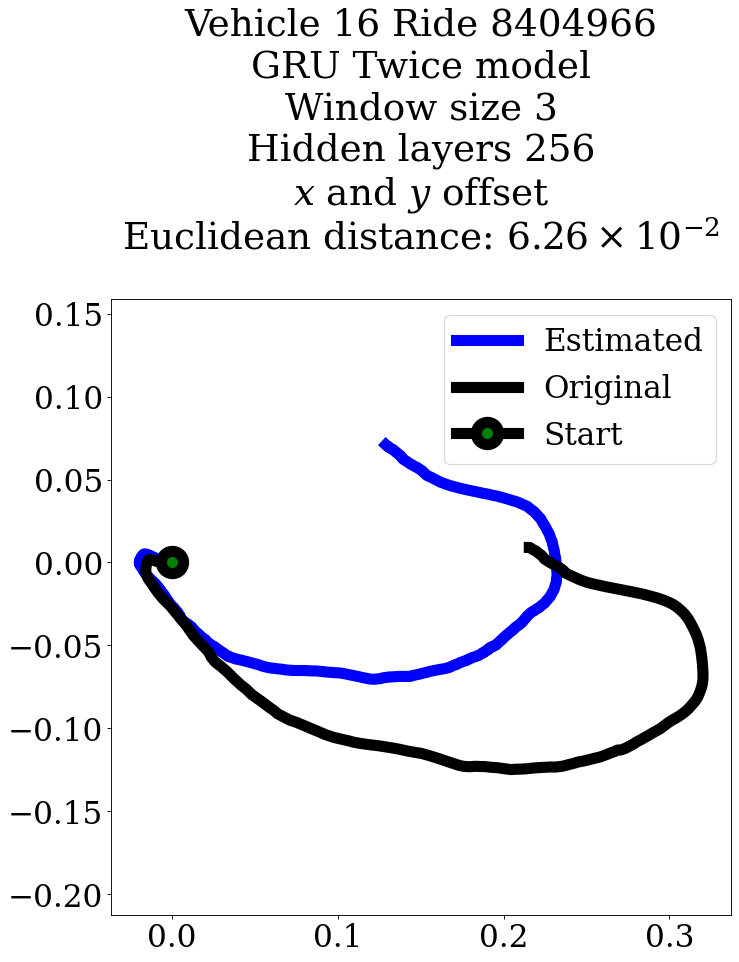 Vehicle 16 Ride 8404966
GRU Twice model
Window size 3
Hidden layers 256
x and y offset
Euclidean distance: 6.26 × 10⁻²
0.15
0.10
0.05
0.00
−0.05
−0.10
−0.15
−0.20
Estimated
Original
Start
0.0
0.1
0.2
0.3